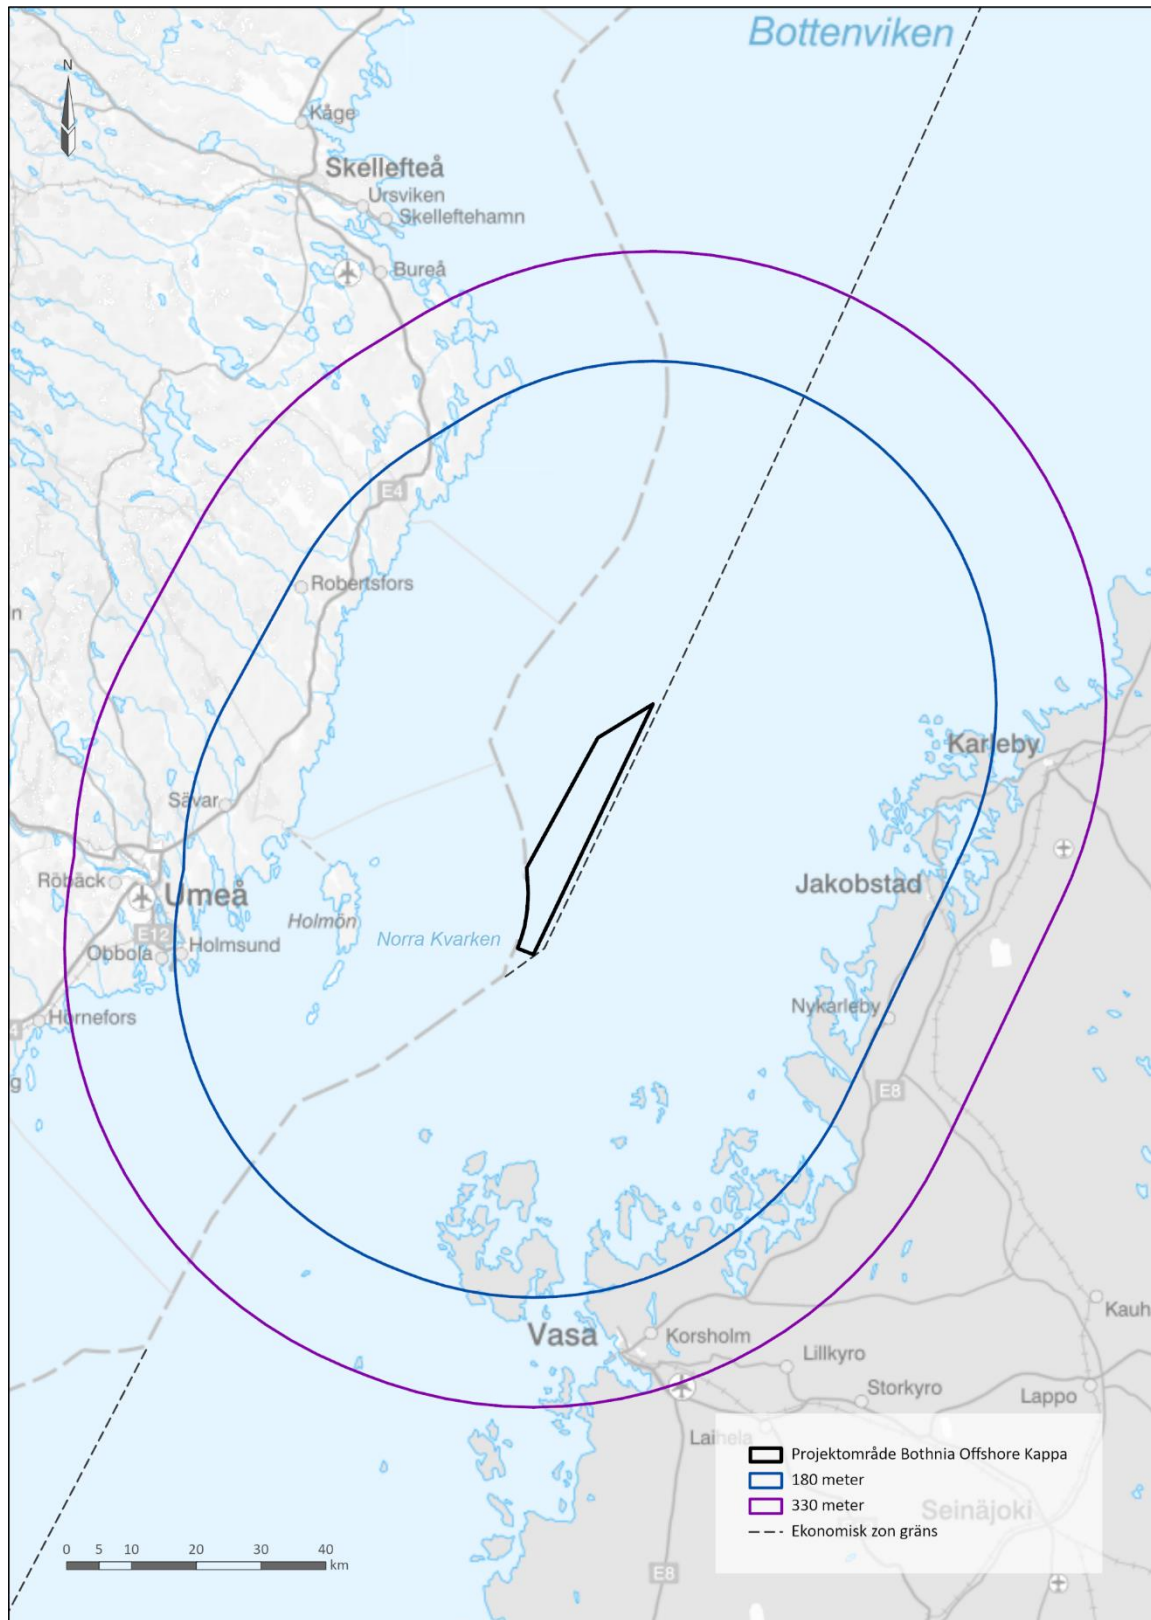 Bottenviken
N
Kåge
Skellefteå
Ursviken
Skelleftehamn
Bureå
E4
Robertsfors
n
Karleby
Sävar
Röbäck
Umeå
Jakobstad
Holmön
Norra Kvarken
E12
Obbola
Holmsund
Nykarleby
Hörnefors
4
g
E8
Kauh
Vasa
Korsholm
Lillkyro
Storkyro
Lappo
Laihela
Projektområde Bothnia Offshore Kappa
180 meter
330 meter
Seinäjoki
Ekonomisk zon gräns
0 5 10 20 30 40
km
E8